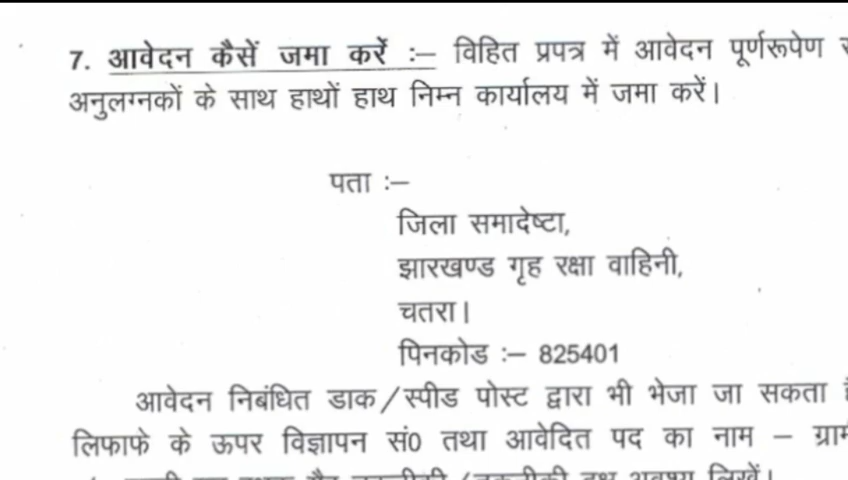 7. आवेदन कैसें जमा करें :– विहित प्रपत्र में आवेदन पूर्णरूपेण
अनुलग्नकों के साथ हाथों हाथ निम्न कार्यालय में जमा करें।
पता :–
जिला समादेष्टा,
झारखण्ड गृह रक्षा वाहिनी,
चतरा।
पिनकोड :– 825401
आवेदन निबंधित डाक/स्पीड पोस्ट द्वारा भी भेजा जा सकता
लिफाफे के ऊपर विज्ञापन सं0 तथा आवेदित पद का नाम –
अवश्य लिखें।